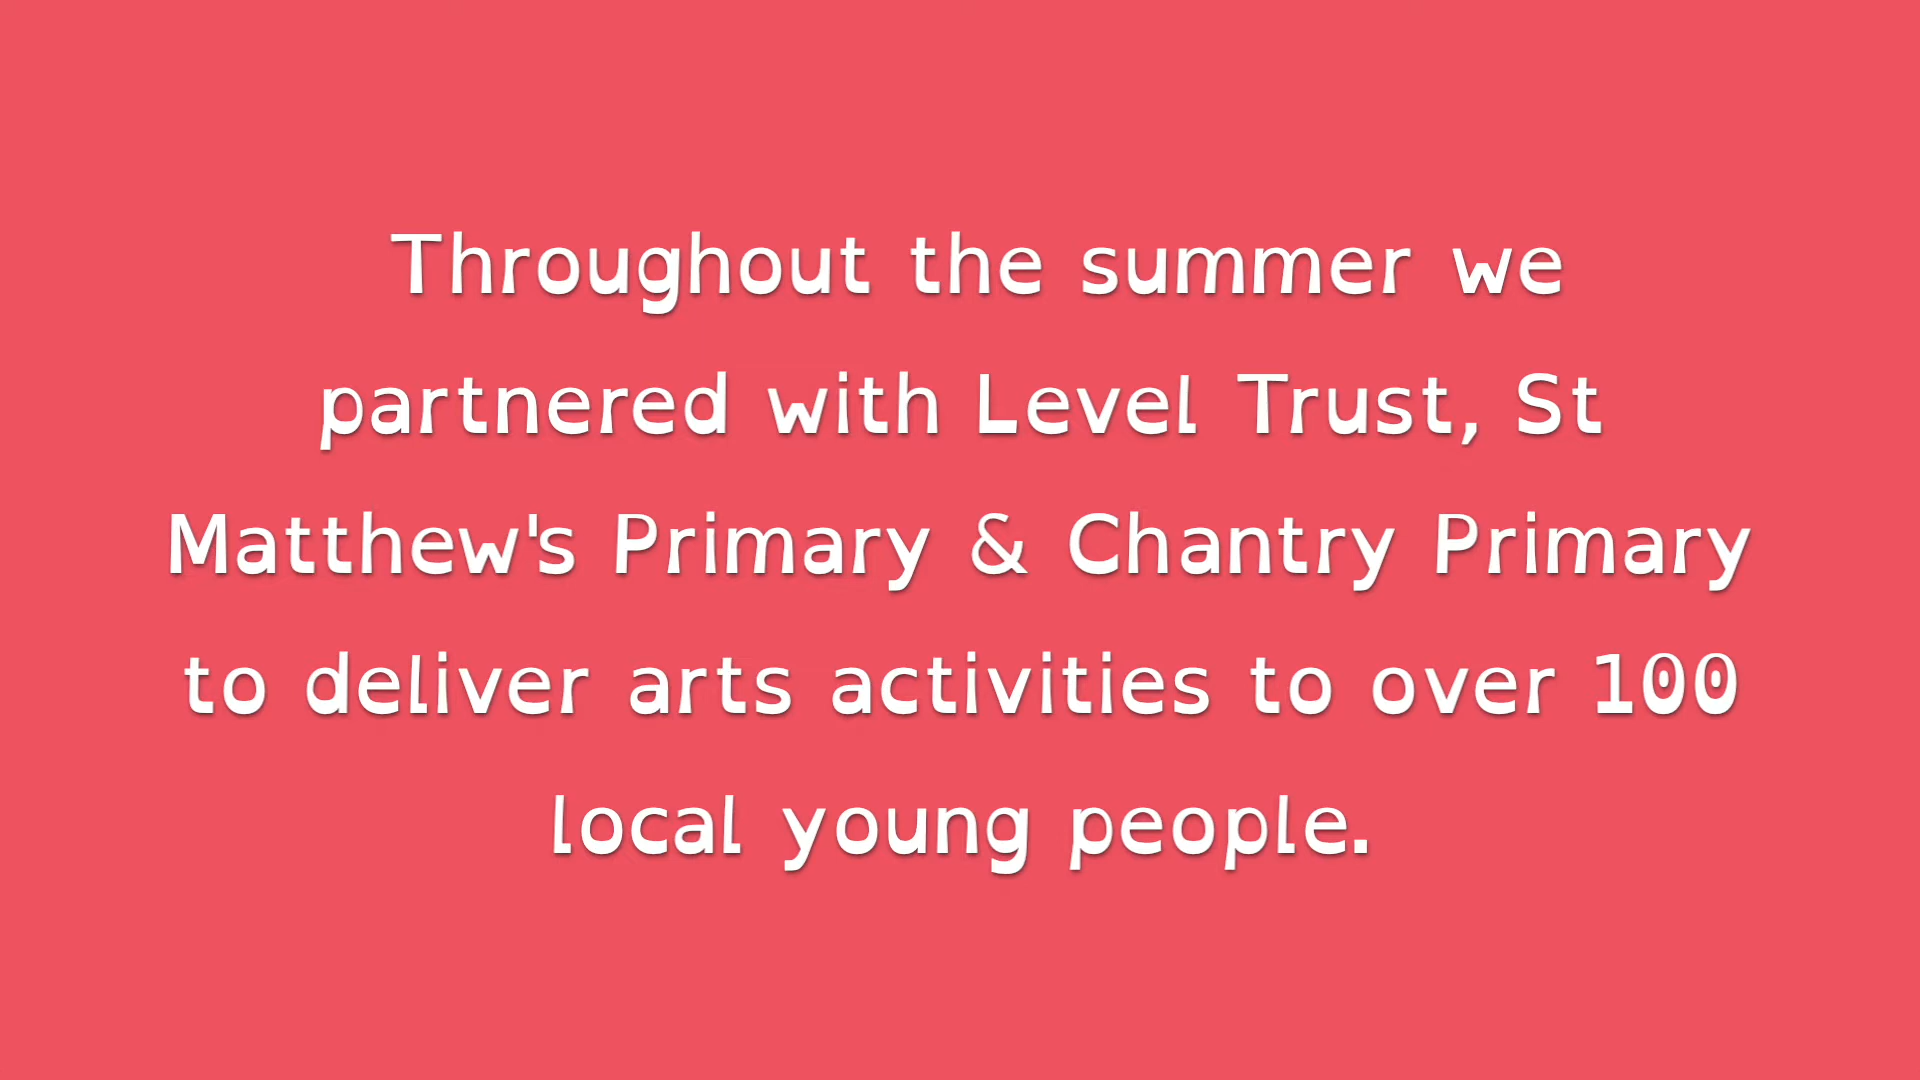 Throughout the summer we
partnered with Level Trust, St
Matthew's Primary & Chantry Primary
to deliver arts activities to over 100
local young people.